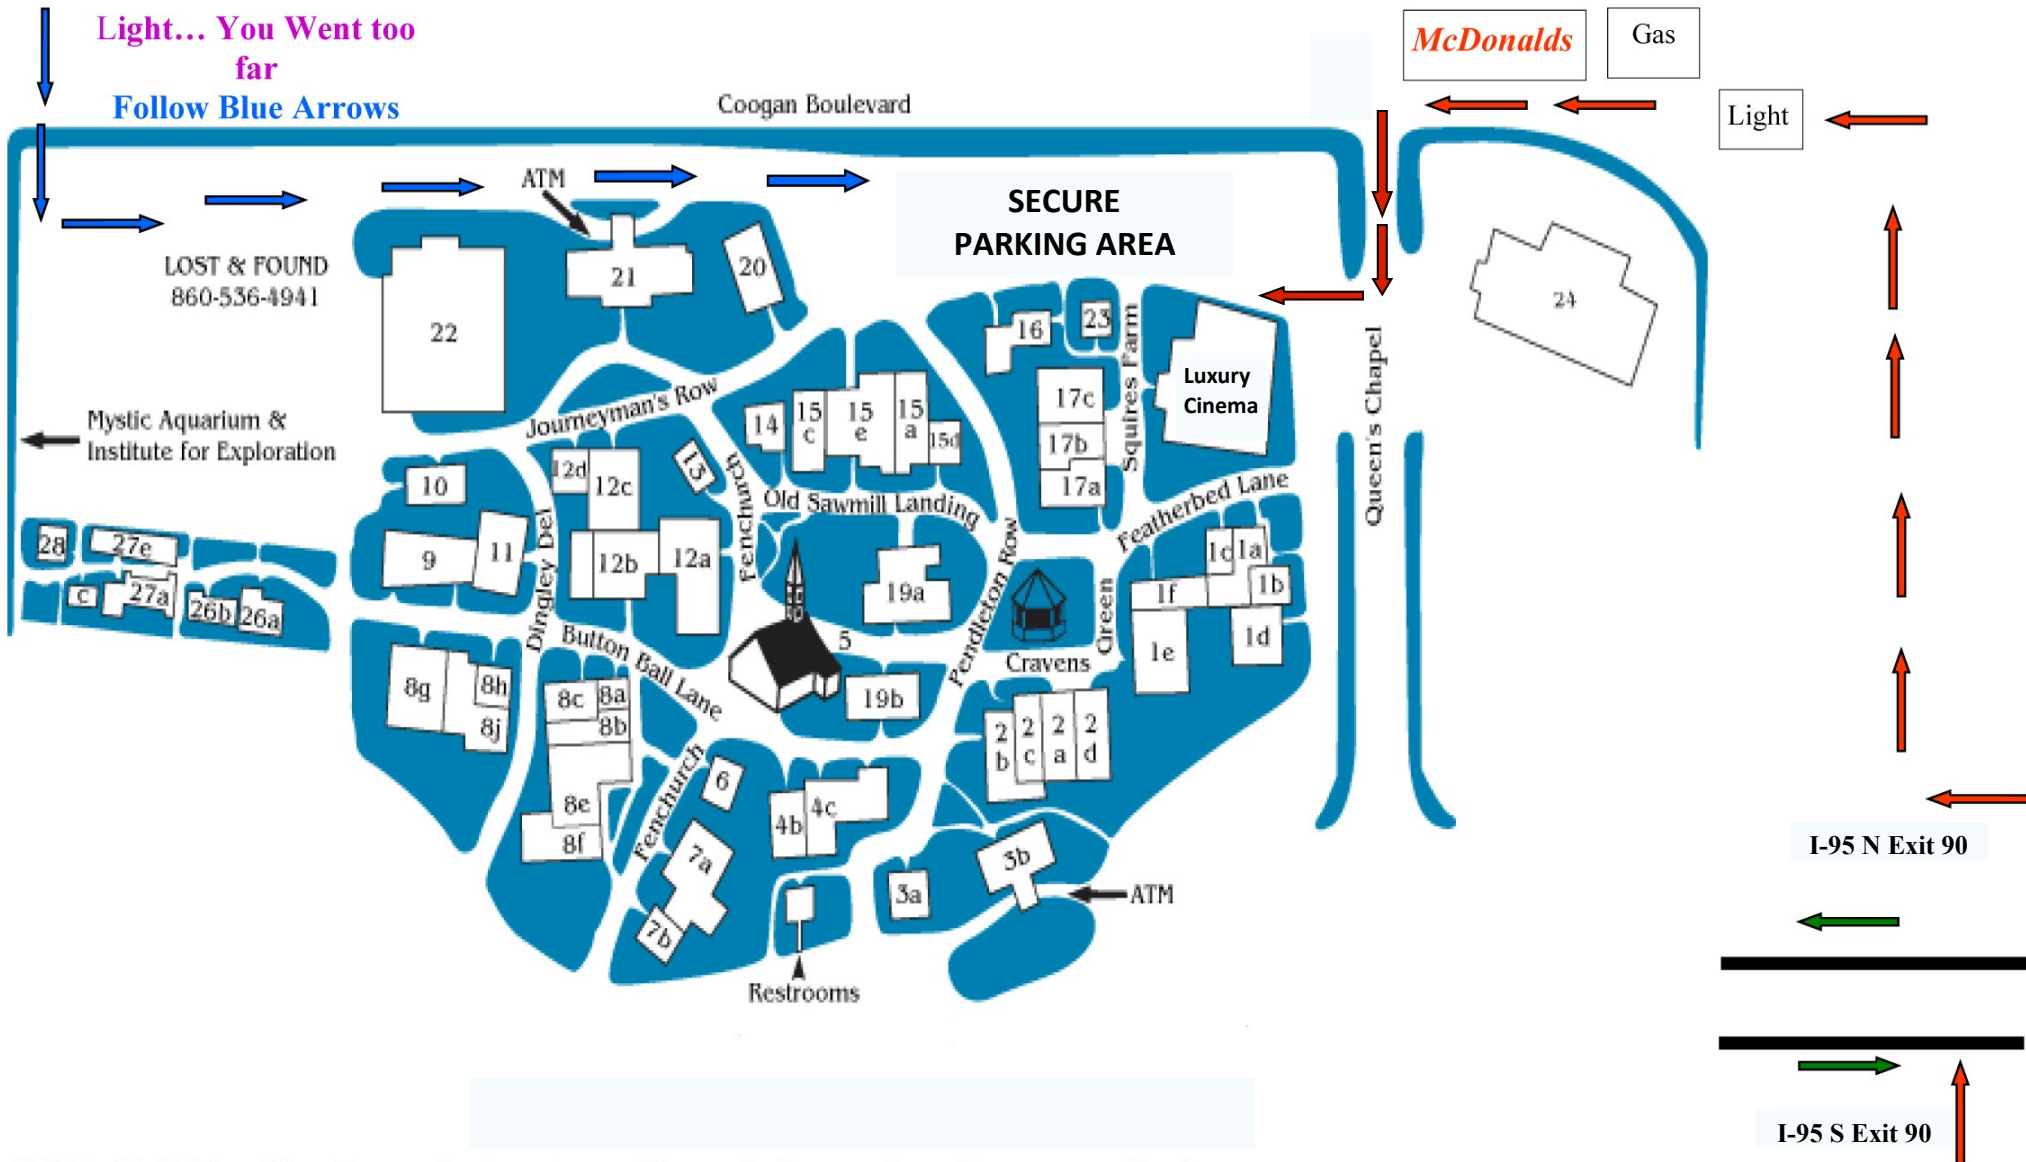 Light... You Went too
far
Follow Blue Arrows
McDonalds
Gas
Light
Coogan Boulevard
ATM
SECURE
PARKING AREA
LOST & FOUND
860-536-4941
22
21
20
16
23
24
Luxury
Cinema
Squires Farm
Queen's Chapel
Mystic Aquarium &
Institute for Exploration
Journeyman's Row
14
15
c
15
e
15
a
15d
17c
17b
17a
13
Fenchurch
Old Sawmill Landing
Featherbed Lane
10
12d
12c
9
11
12b
12a
Dingley Del
28
27e
c
27a
26b
26a
19a
Pendleton Row
Green
1c
1a
1b
1f
1d
1e
Button Ball Lane
5
Cravens
19b
8g
8h
8j
8c
8a
8b
8e
8f
Fenchurch
6
4b
4c
2
b
2
c
2
a
2
d
7a
7b
3a
3b
ATM
Restrooms
I-95 N Exit 90
I-95 S Exit 90